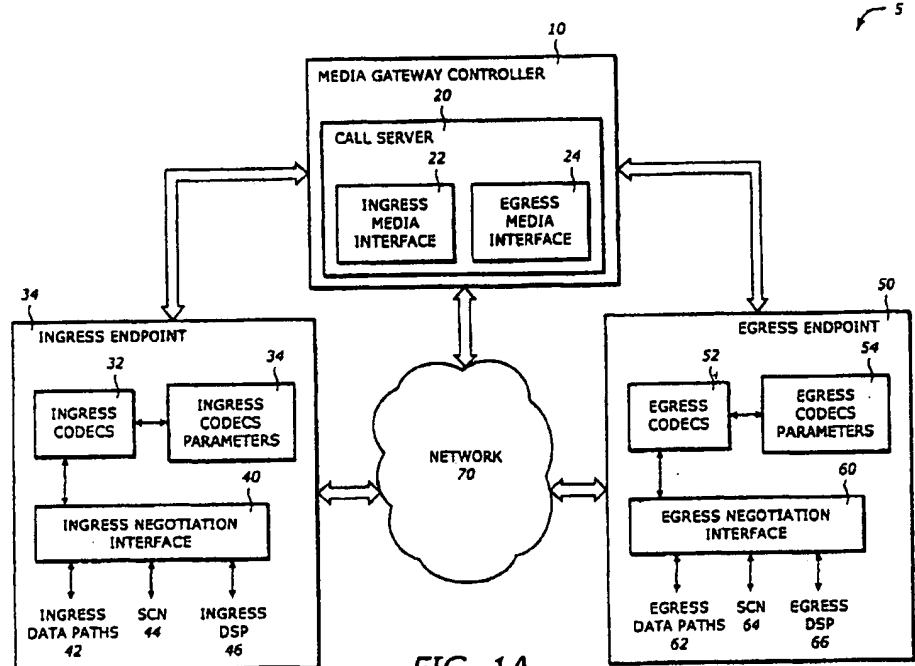 5
10
MEDIA GATEWAY CONTROLLER
20
CALL SERVER
22
INGRESS
MEDIA
INTERFACE
24
EGRESS
MEDIA
INTERFACE
34
INGRESS ENDPOINT
32
INGRESS
CODECS
34
INGRESS
CODECS
PARAMETERS
40
INGRESS NEGOTIATION
INTERFACE
INGRESS
DATA PATHS
42
SCN
44
INGRESS
DSP
46
NETWORK
70
50
EGRESS ENDPOINT
52
EGRESS
CODECS
54
EGRESS
CODECS
PARAMETERS
60
EGRESS NEGOTIATION
INTERFACE
EGRESS
DATA PATHS
62
SCN
64
EGRESS
DSP
66
FIG. 1A